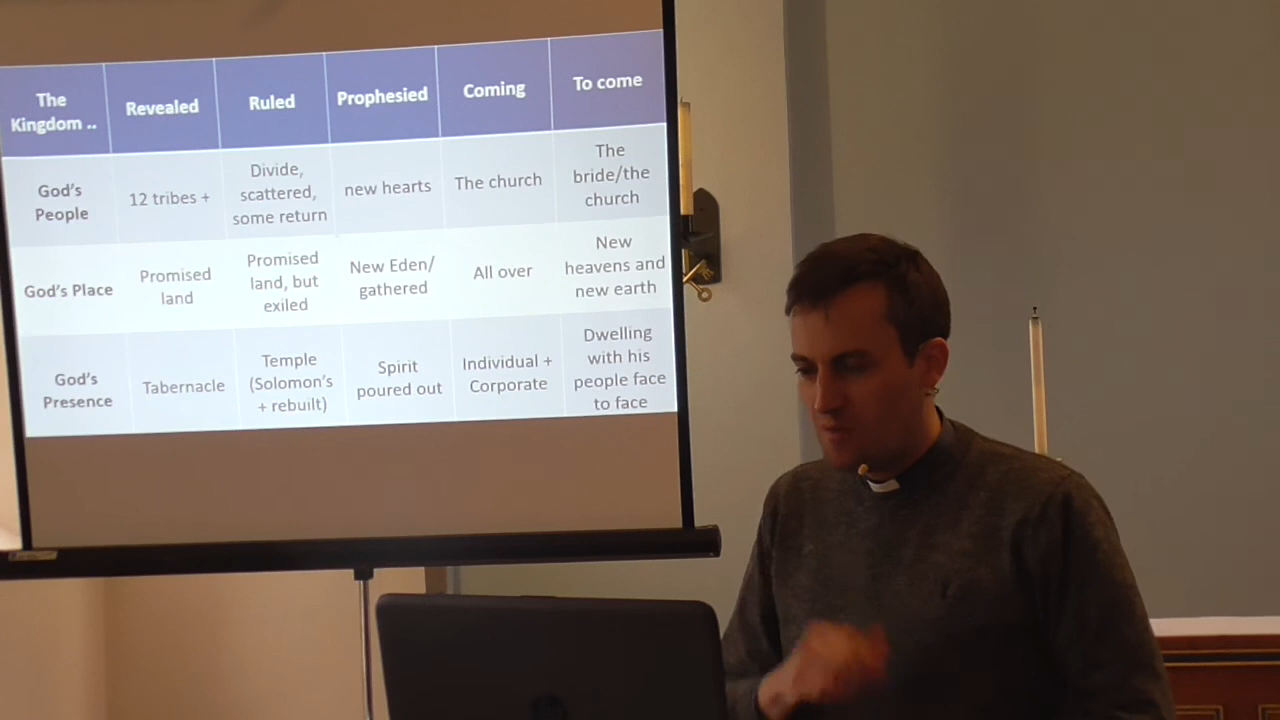 The
Kingdom ..
Revealed
Ruled
Prophesied
Coming
To come
God's
People
12 tribes +
Divide,
scattered,
some return
new hearts
The church
The
bride/the
church
God's Place
Promised
land
Promised
land, but
exiled
New Eden/
gathered
All over
New
heavens and
new earth
God's
Presence
Tabernacle
Temple
(Solomon's
+ rebuilt)
Spirit
poured out
Individual +
Corporate
Dwelling
with his
people face
to face